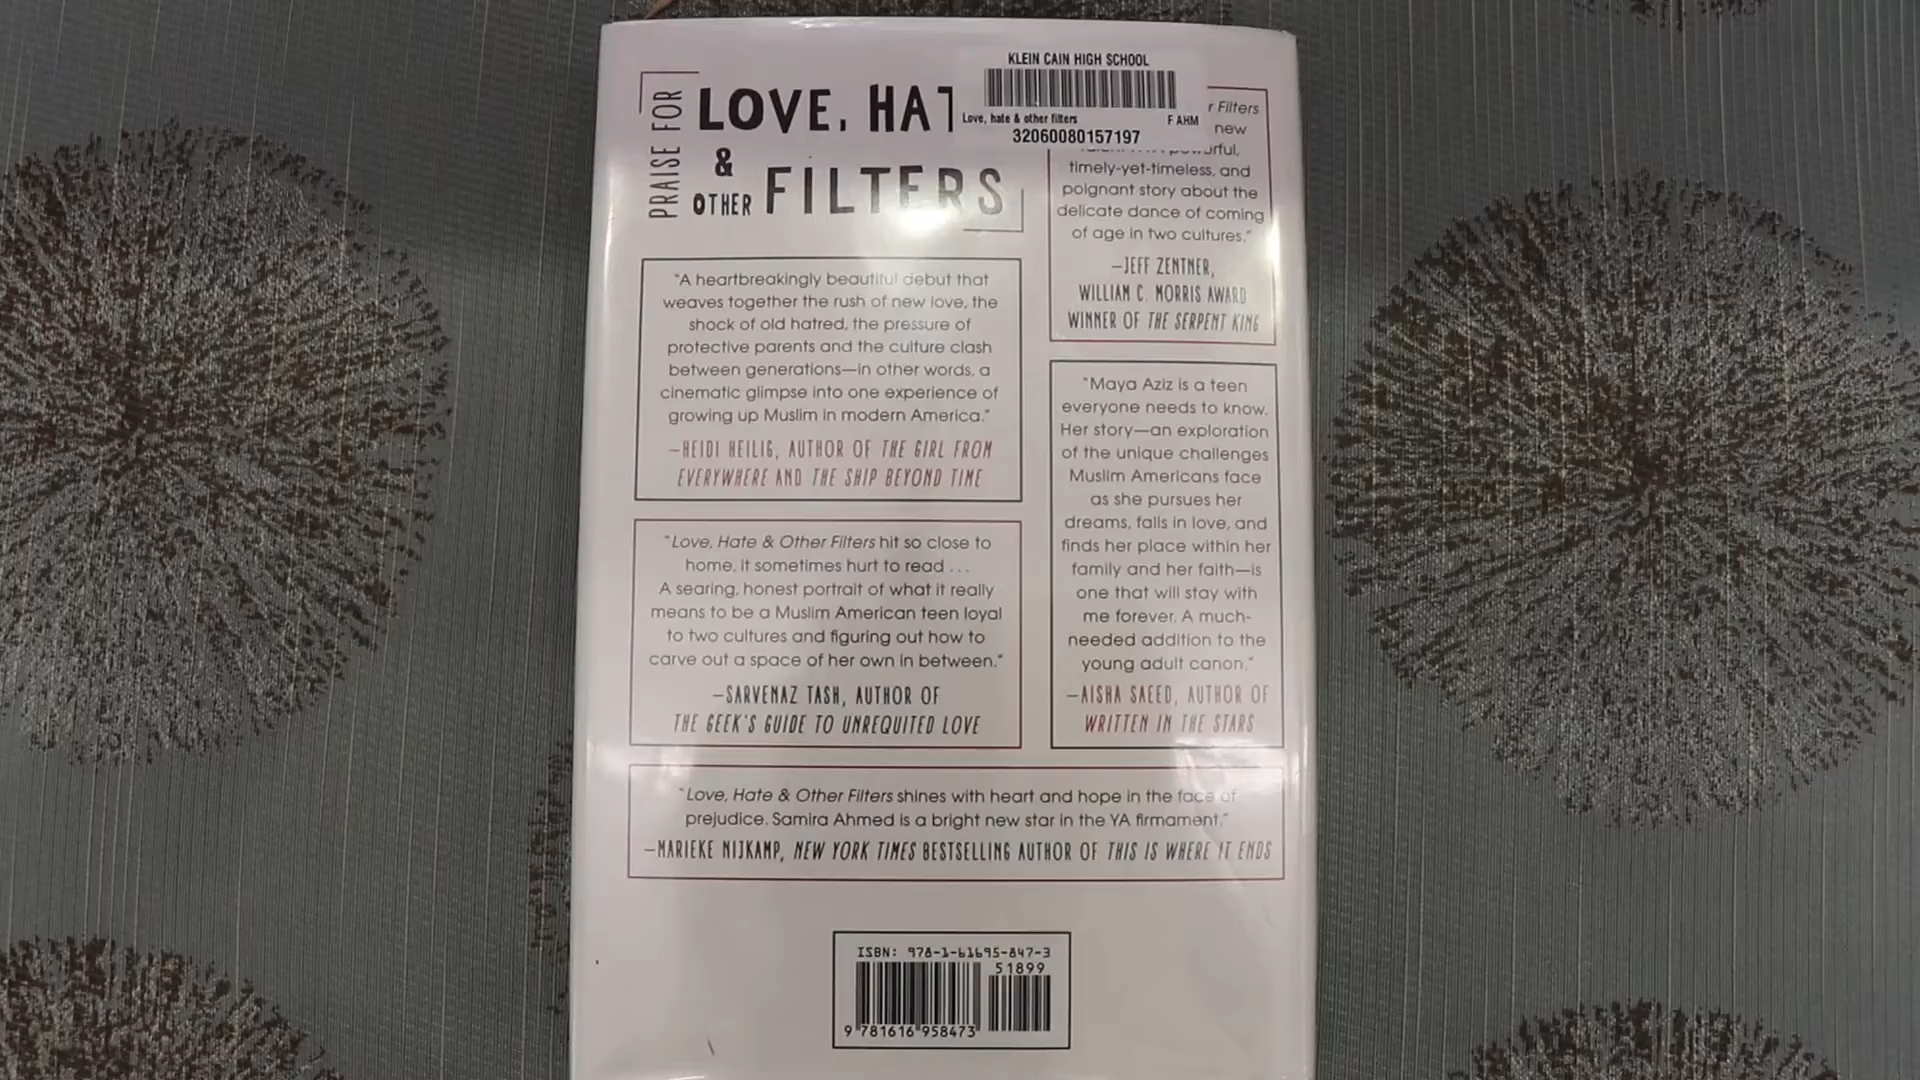 KLEIN CAIN HIGH SCHOOL
Love, hate & other filters F AHM
32060080157197
PRAISE FOR
LOVE, HAT
&
OTHER FILTERS
r Filters
new
timely-yet-timeless, and
poignant story about the
delicate dance of coming
of age in two cultures."
—JEFF ZENTNER,
WILLIAM C. MORRIS AWARD
WINNER OF THE SERPENT KING
"A heartbreakingly beautiful debut that
weaves together the rush of new love, the
shock of old hatred, the pressure of
protective parents and the culture clash
between generations—in other words, a
cinematic glimpse into one experience of
growing up Muslim in modern America."
—HEIDI HEILIG, AUTHOR OF THE GIRL FROM
EVERYWHERE AND THE SHIP BEYOND TIME
"Maya Aziz is a teen
everyone needs to know.
Her story—an exploration
of the unique challenges
Muslim Americans face
as she pursues her
dreams, falls in love, and
finds her place within her
family and her faith—is
one that will stay with
me forever. A much-
needed addition to the
young adult canon."
—AISHA SAEED, AUTHOR OF
WRITTEN IN THE STARS
"Love, Hate & Other Filters hit so close to
home, it sometimes hurt to read . . .
A searing, honest portrait of what it really
means to be a Muslim American teen loyal
to two cultures and figuring out how to
carve out a space of her own in between."
—SARVENAZ TASH, AUTHOR OF
THE GEEK'S GUIDE TO UNREQUITED LOVE
"Love, Hate & Other Filters shines with heart and hope in the face of
prejudice. Samira Ahmed is a bright new star in the YA firmament."
—MARIEKE NIJKAMP, NEW YORK TIMES BESTSELLING AUTHOR OF THIS IS WHERE IT ENDS
ISBN: 978-1-61695-847-3
51899
9 781616 958473